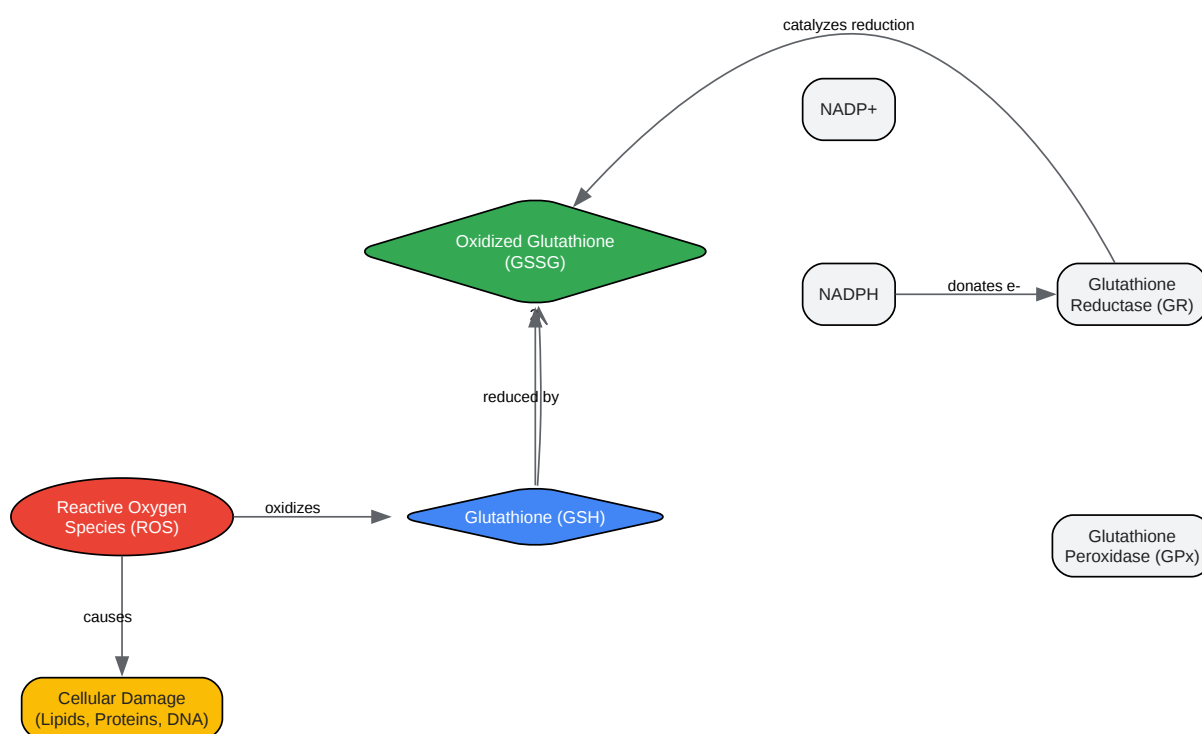 catalyzes reduction
NADP+
Oxidized Glutathione
(GSSG)
NADPH
donates e-
Glutathione
Reductase (GR)
reduced by
Reactive Oxygen
Species (ROS)
oxidizes
Glutathione (GSH)
Glutathione
Peroxidase (GPx)
causes
Cellular Damage
(Lipids, Proteins, DNA)